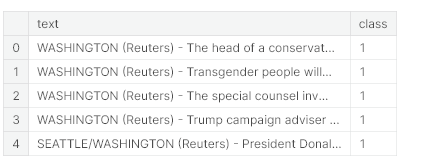 text class
0 WASHINGTON (Reuters) - The head of a conservat... 1
1 WASHINGTON (Reuters) - Transgender people will... 1
2 WASHINGTON (Reuters) - The special counsel inv... 1
3 WASHINGTON (Reuters) - Trump campaign adviser ... 1
4 SEATTLE/WASHINGTON (Reuters) - President Donal... 1